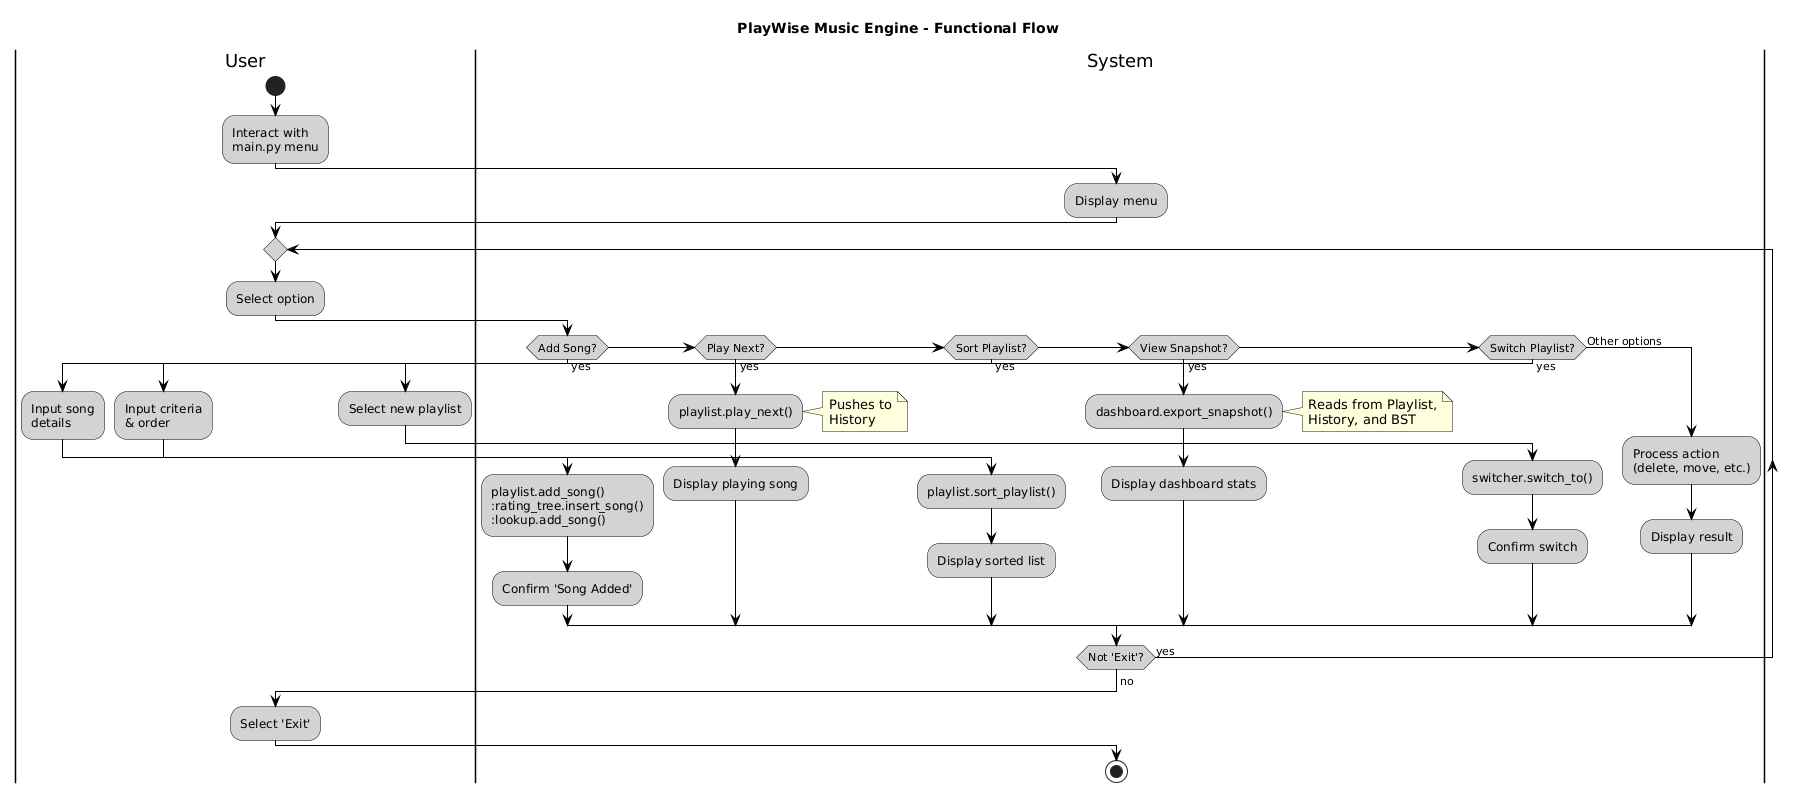 PlayWise Music Engine - Functional Flow
User
System
Interact with
main.py menu
Display menu
Select option
Add Song?
yes
Play Next?
yes
Sort Playlist?
yes
View Snapshot?
yes
Switch Playlist?
yes
Other options
Input song
details
Input criteria
& order
Select new playlist
playlist.play_next()
Pushes to
History
dashboard.export_snapshot()
Reads from Playlist,
History, and BST
Process action
(delete, move, etc.)
playlist.add_song()
:rating_tree.insert_song()
:lookup.add_song()
Display playing song
playlist.sort_playlist()
Display dashboard stats
switcher.switch_to()
Display result
Display sorted list
Confirm switch
Confirm 'Song Added'
Not 'Exit'?
yes
no
Select 'Exit'